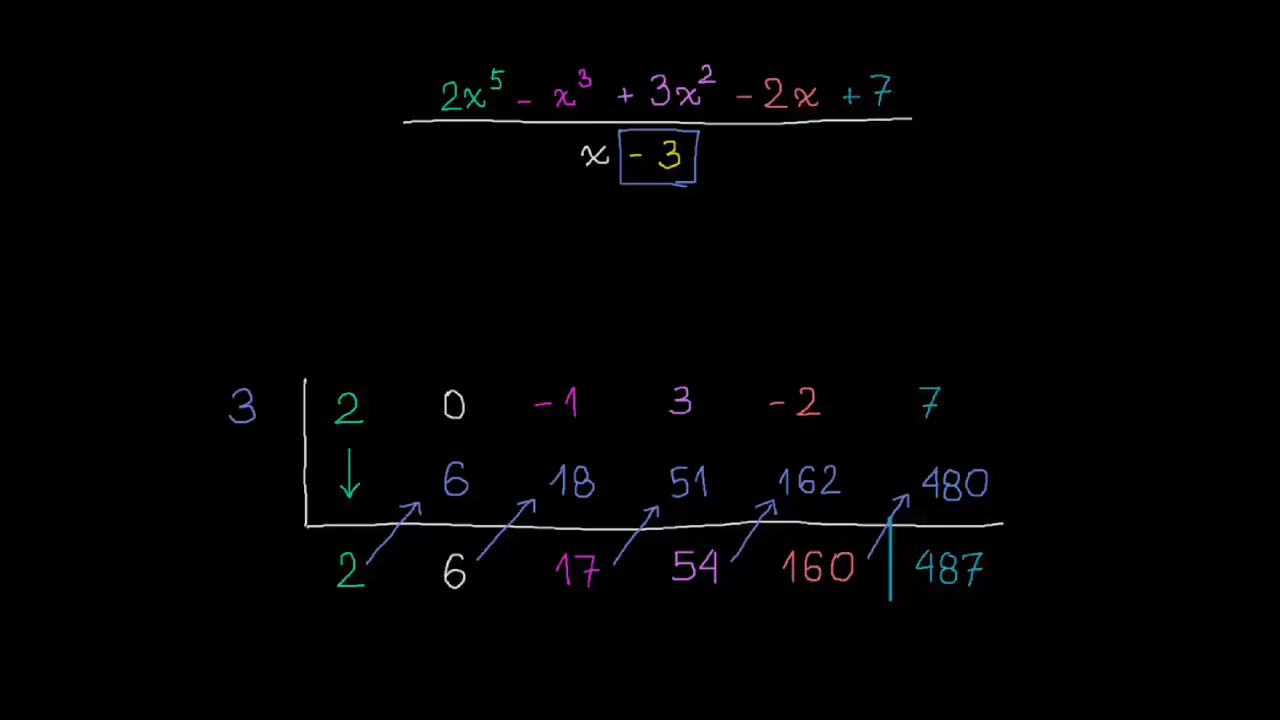 2x⁵ - x³ + 3x² - 2x + 7
x - 3
3 2 0 -1 3 -2 7
6 18 51 162 480
2 6 17 54 160 487